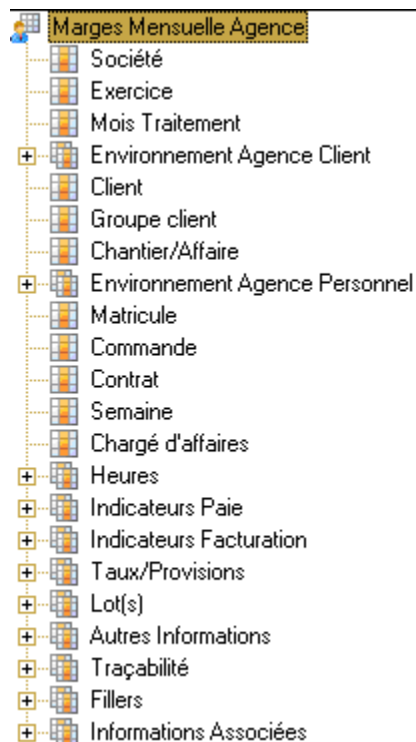 Marges Mensuelle Agence
Société
Exercice
Mois Traitement
Environnement Agence Client
Client
Groupe client
Chantier/Affaire
Environnement Agence Personnel
Matricule
Commande
Contrat
Semaine
Chargé d'affaires
Heures
Indicateurs Paie
Indicateurs Facturation
Taux/Provisions
Lot(s)
Autres Informations
Traçabilité
Fillers
Informations Associées